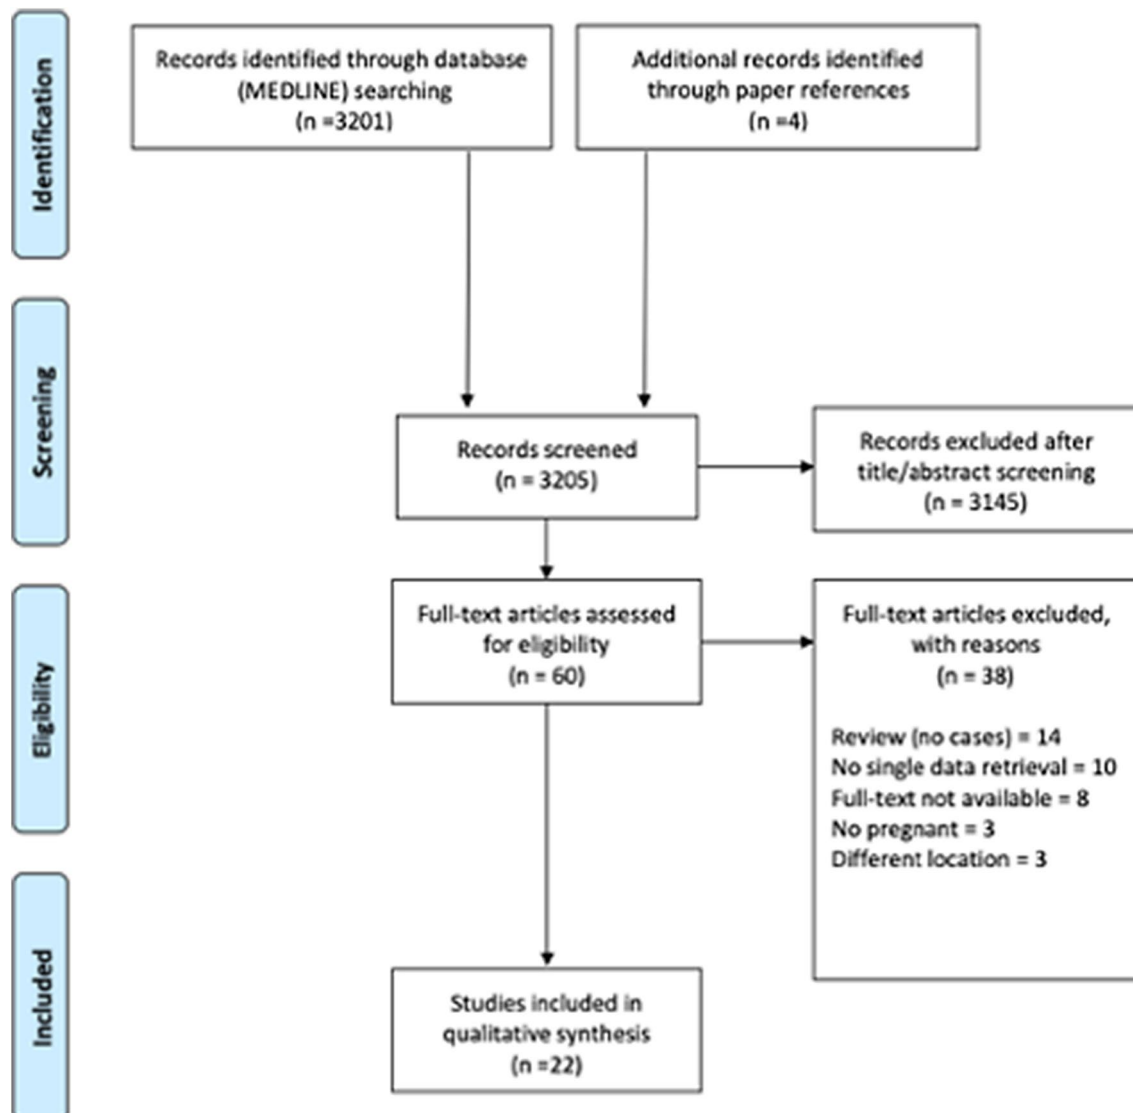 Identification
Records identified through database
(MEDLINE) searching
(n =3201)
Additional records identified
through paper references
(n =4)
Screening
Records screened
(n = 3205)
Records excluded after
title/abstract screening
(n = 3145)
Eligibility
Full-text articles assessed
for eligibility
(n = 60)
Full-text articles excluded,
with reasons
(n = 38)
Review (no cases) = 14
No single data retrieval = 10
Full-text not available = 8
No pregnant = 3
Different location = 3
Included
Studies included in
qualitative synthesis
(n =22)